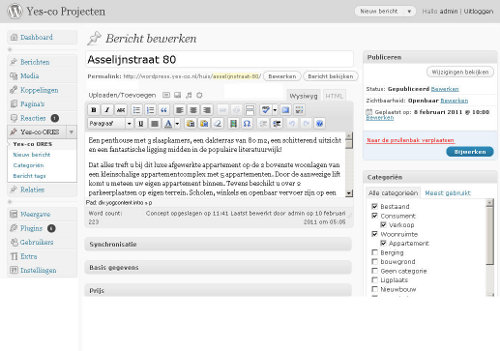 Yes-co Projecten
Nieuw bericht
Hallo admin | Uitloggen
Dashboard
Berichten
Media
Koppelingen
Pagina's
Reacties 1
Yes-co ORES
Yes-co ORES
Nieuw bericht
Categoriën
Bericht tags
Relaties
Weergave
Plugins 6
Gebruikers
Extra
Instellingen
Bericht bewerken
Asselijnstraat 80
Permalink: http://wordpress.yes-co.nl/huis/asselijnstraat-80/ Bewerken Bericht bekijken
Uploaden/Toevoegen
Wysiwyg HTML
Paragraaf
Een penthouse met 3 slaapkamers, een dakterras van 80 m2, een schitterend uitzicht
en een fantastische ligging midden in de populaire literatuurwijk!
Dat alles treft u bij dit luxe afgewerkte appartement op de 2 bovenste woonlagen van
een kleinschalige appartementcomplex met 5 appartementen. Door de aanwezige lift
komt u meteen uw eigen appartement binnen. Tevens beschikt u over 2
parkeerplaatsen op eigen terrein. Scholen, winkels en openbaar vervoer zijn op een
Pad: div.yogcontent.intro » p
Word count: 223
Concept opgeslagen op 11:41 Laatst bewerkt door admin op 10 februari 2011 om 05:05
Synchronisatie
Basis gegevens
Prijs
Publiceren
Wijzigingen bekijken
Status: Gepubliceerd Bewerken
Zichtbaarheid: Openbaar Bewerken
Geplaatst op: 8 februari 2011 @ 10:00
Bewerken
Naar de prullenbak verplaatsen
Bijwerken
Categoriën
Alle categorieën Meest gebruikt
Bestaand
Consument
Verkoop
Woonruimte
Appartement
Berging
bouwgrond
Geen categorie
Ligplaats
Nieuwbouw